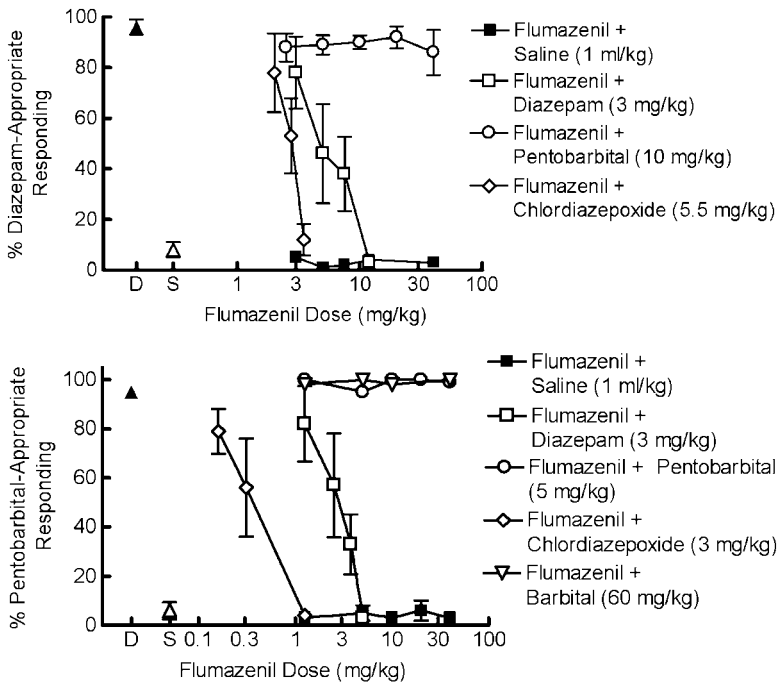 % Diazepam-Appropriate
Responding
100
80
60
40
20
0
D
S
1
3
10
30
100
Flumazenil Dose (mg/kg)
Flumazenil +
Saline (1 ml/kg)
Flumazenil +
Diazepam (3 mg/kg)
Flumazenil +
Pentobarbital (10 mg/kg)
Flumazenil +
Chlordiazepoxide (5.5 mg/kg)
% Pentobarbital-Appropriate
Responding
100
80
60
40
20
0
D
S
0.1
0.3
1
3
10
30
100
Flumazenil Dose (mg/kg)
Flumazenil +
Saline (1 ml/kg)
Flumazenil +
Diazepam (3 mg/kg)
Flumazenil + Pentobarbital
(5 mg/kg)
Flumazenil +
Chlordiazepoxide (3 mg/kg)
Flumazenil +
Barbital (60 mg/kg)